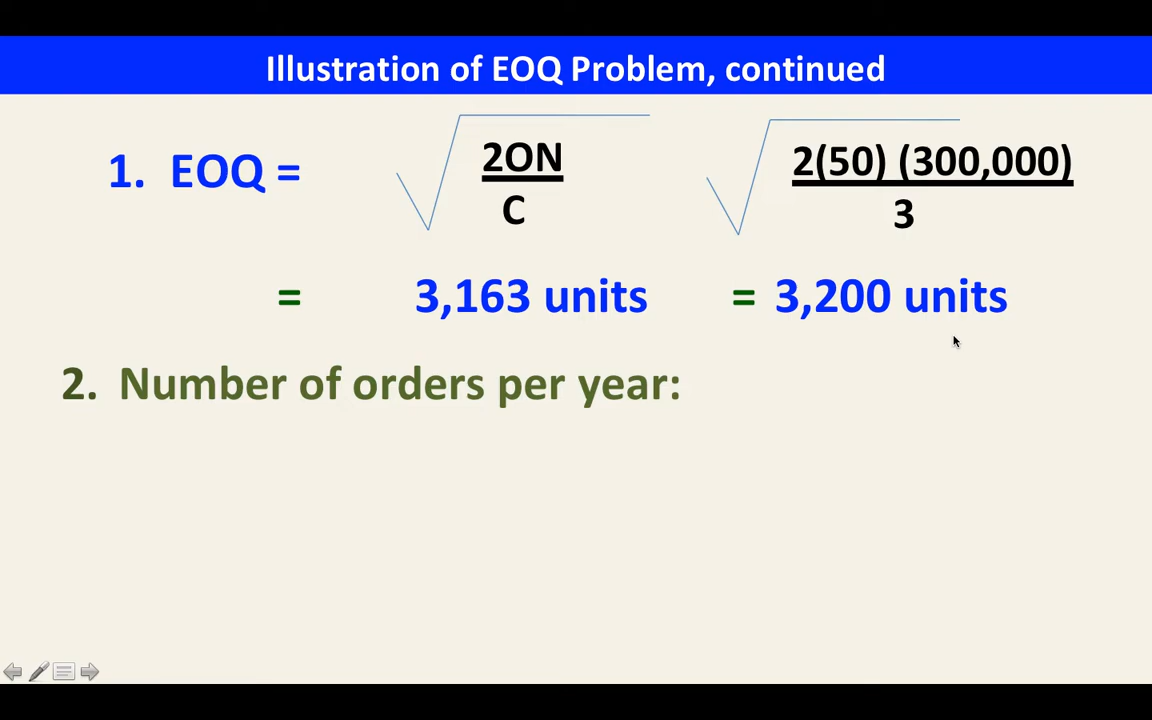 Illustration of EOQ Problem, continued
1. EOQ = 2ON 2(50) (300,000)
C 3
= 3,163 units = 3,200 units
2. Number of orders per year: